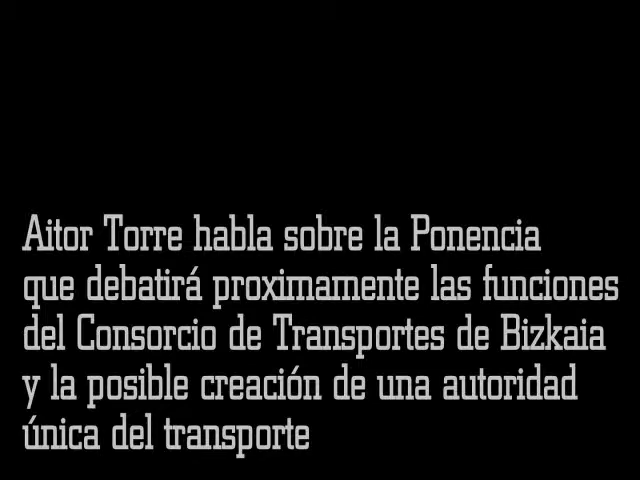 Aitor Torre habla sobre la Ponencia
que debatirá proximamente las funciones
del Consorcio de Transportes de Bizkaia
y la posible creación de una autoridad
única del transporte